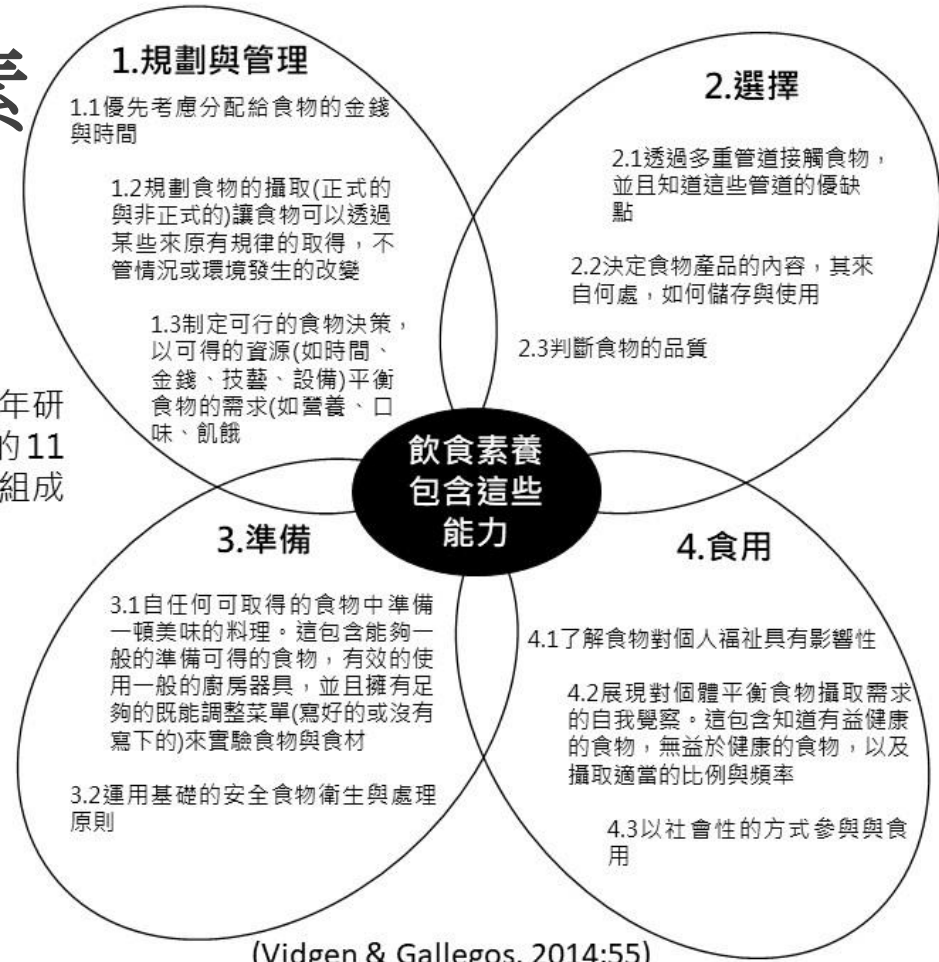 素
1.規劃與管理
1.1優先考慮分配給食物的金錢
與時間
1.2規劃食物的攝取(正式的
與非正式的)讓食物可以透過
某些來原有規律的取得，不
管情況或環境發生的改變
1.3制定可行的食物決策，
以可得的資源(如時間、
金錢、技藝、設備)平衡
食物的需求(如營養、口
味、飢餓
2.選擇
2.1透過多重管道接觸食物，
並且知道這些管道的優缺
點
2.2決定食物產品的內容，其來
自何處，如何儲存與使用
2.3判斷食物的品質
年研
的11
組成
飲食素養
包含這些
能力
3.準備
3.1自任何可取得的食物中準備
一頓美味的料理。這包含能夠一
般的準備可得的食物，有效的使
用一般的廚房器具，並且擁有足
夠的既能調整菜單(寫好的或沒有
寫下的)來實驗食物與食材
3.2運用基礎的安全食物衛生與處理
原則
4.食用
4.1了解食物對個人福祉具有影響性
4.2展現對個體平衡食物攝取需求
的自我覺察。這包含知道有益健康
的食物，無益於健康的食物，以及
攝取適當的比例與頻率
4.3以社會性的方式參與與食
用
(Vidgen & Gallegos, 2014:55)